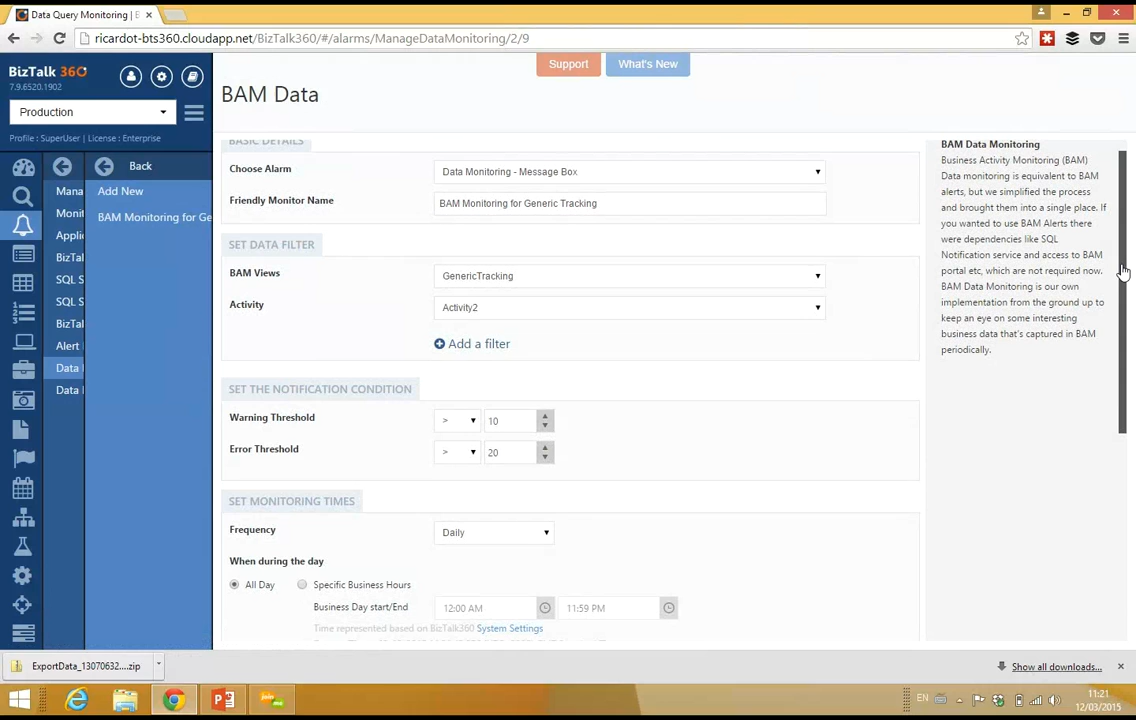 Data Query Monitoring | B
ricardot-bts360.cloudapp.net/BizTalk360/#/alarms/ManageDataMonitoring/2/9
BizTalk 360
7.9.6520.1902
Support
What's New
BAM Data
Production
Profile : SuperUser | License : Enterprise
Back
Add New
BAM Monitoring for Ge
Mana
Monit
Applic
BizTal
SQL S
SQL S
BizTal
Alert
Data
Data
BASIC DETAILS
Choose Alarm
Data Monitoring - Message Box
Friendly Monitor Name
BAM Monitoring for Generic Tracking
SET DATA FILTER
BAM Views
GenericTracking
Activity
Activity2
Add a filter
SET THE NOTIFICATION CONDITION
Warning Threshold
> 10
Error Threshold
> 20
SET MONITORING TIMES
Frequency
Daily
When during the day
All Day
Specific Business Hours
Business Day start/End
12:00 AM
11:59 PM
Time represented based on BizTalk360 System Settings
BAM Data Monitoring
Business Activity Monitoring (BAM)
Data monitoring is equivalent to BAM
alerts, but we simplified the process
and brought them into a single place. If
you wanted to use BAM Alerts there
were dependencies like SQL
Notification service and access to BAM
portal etc, which are not required now.
BAM Data Monitoring is our own
implementation from the ground up to
keep an eye on some interesting
business data that's captured in BAM
periodically.
ExportData_13070632....zip
Show all downloads...
EN
11:21
12/03/2015